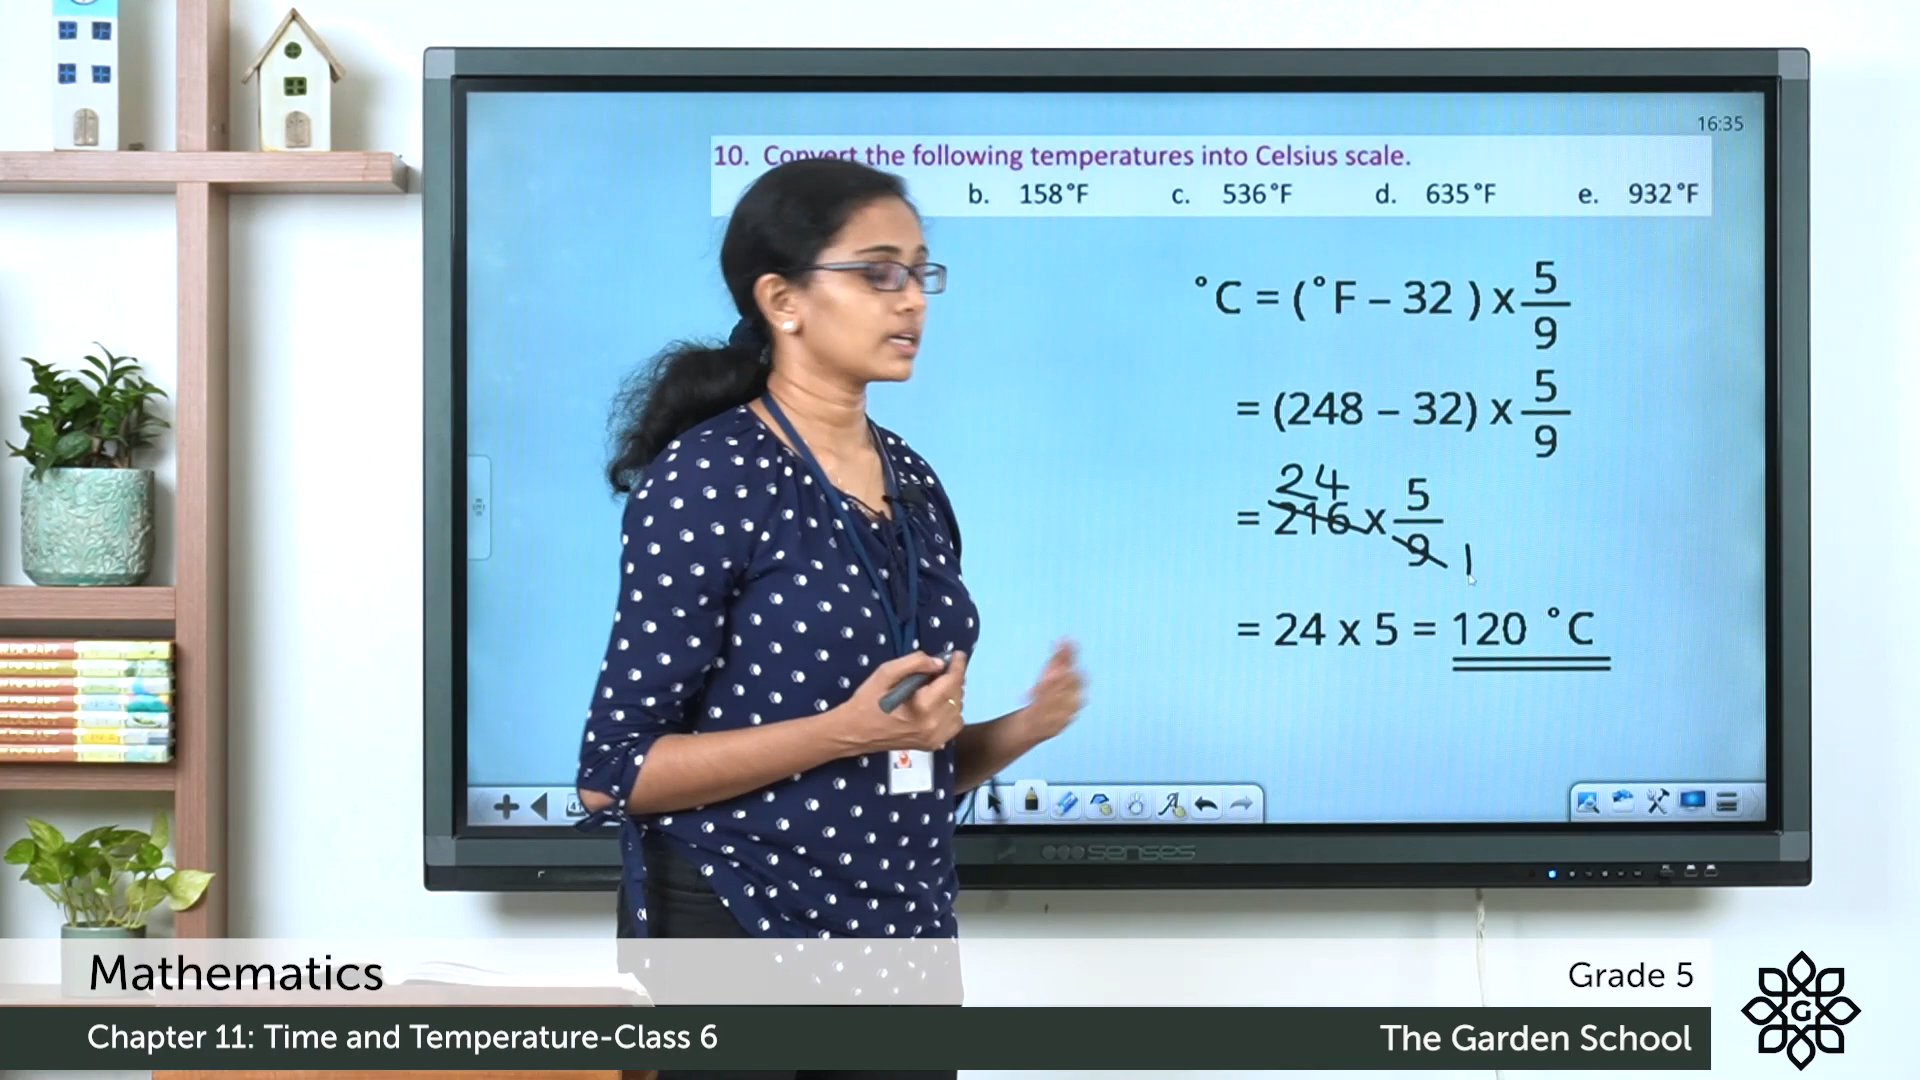 16:35
10. Convert the following temperatures into Celsius scale.
b. 158°F c. 536°F d. 635°F e. 932°F
°C = (°F – 32 ) x 5/9
= (248 – 32) x 5/9
24
= 216 x 5/9 1
= 24 x 5 = 120 °C
senses
Mathematics
Grade 5
Chapter 11: Time and Temperature-Class 6
The Garden School
G